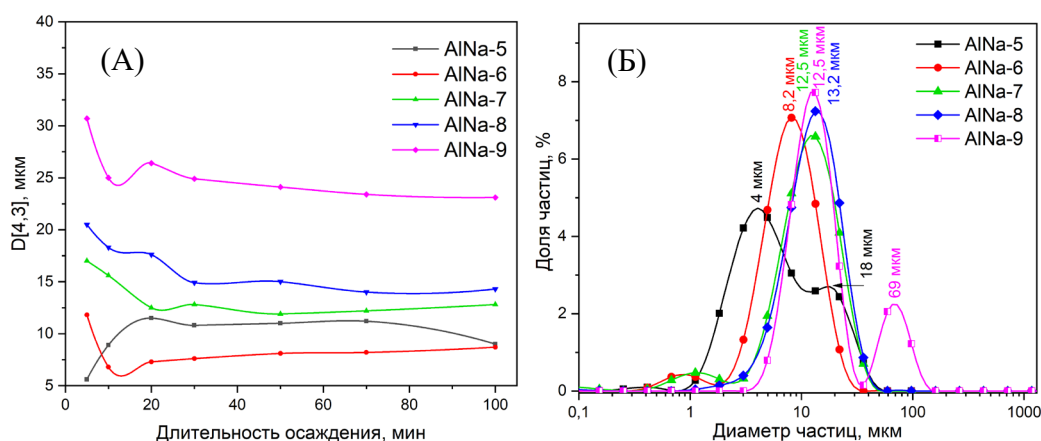 (А)
AlNa-5
AlNa-6
AlNa-7
AlNa-8
AlNa-9
D[4,3], мкм
40
35
30
25
20
15
10
5
0
20
40
60
80
100
Длительность осаждения, мин
(Б)
AlNa-5
AlNa-6
AlNa-7
AlNa-8
AlNa-9
4 мкм
8,2 мкм
12,5 мкм
12,5 мкм
13,2 мкм
18 мкм
69 мкм
Доля частиц, %
8
6
4
2
0
0,1
1
10
100
1000
Диаметр частиц, мкм